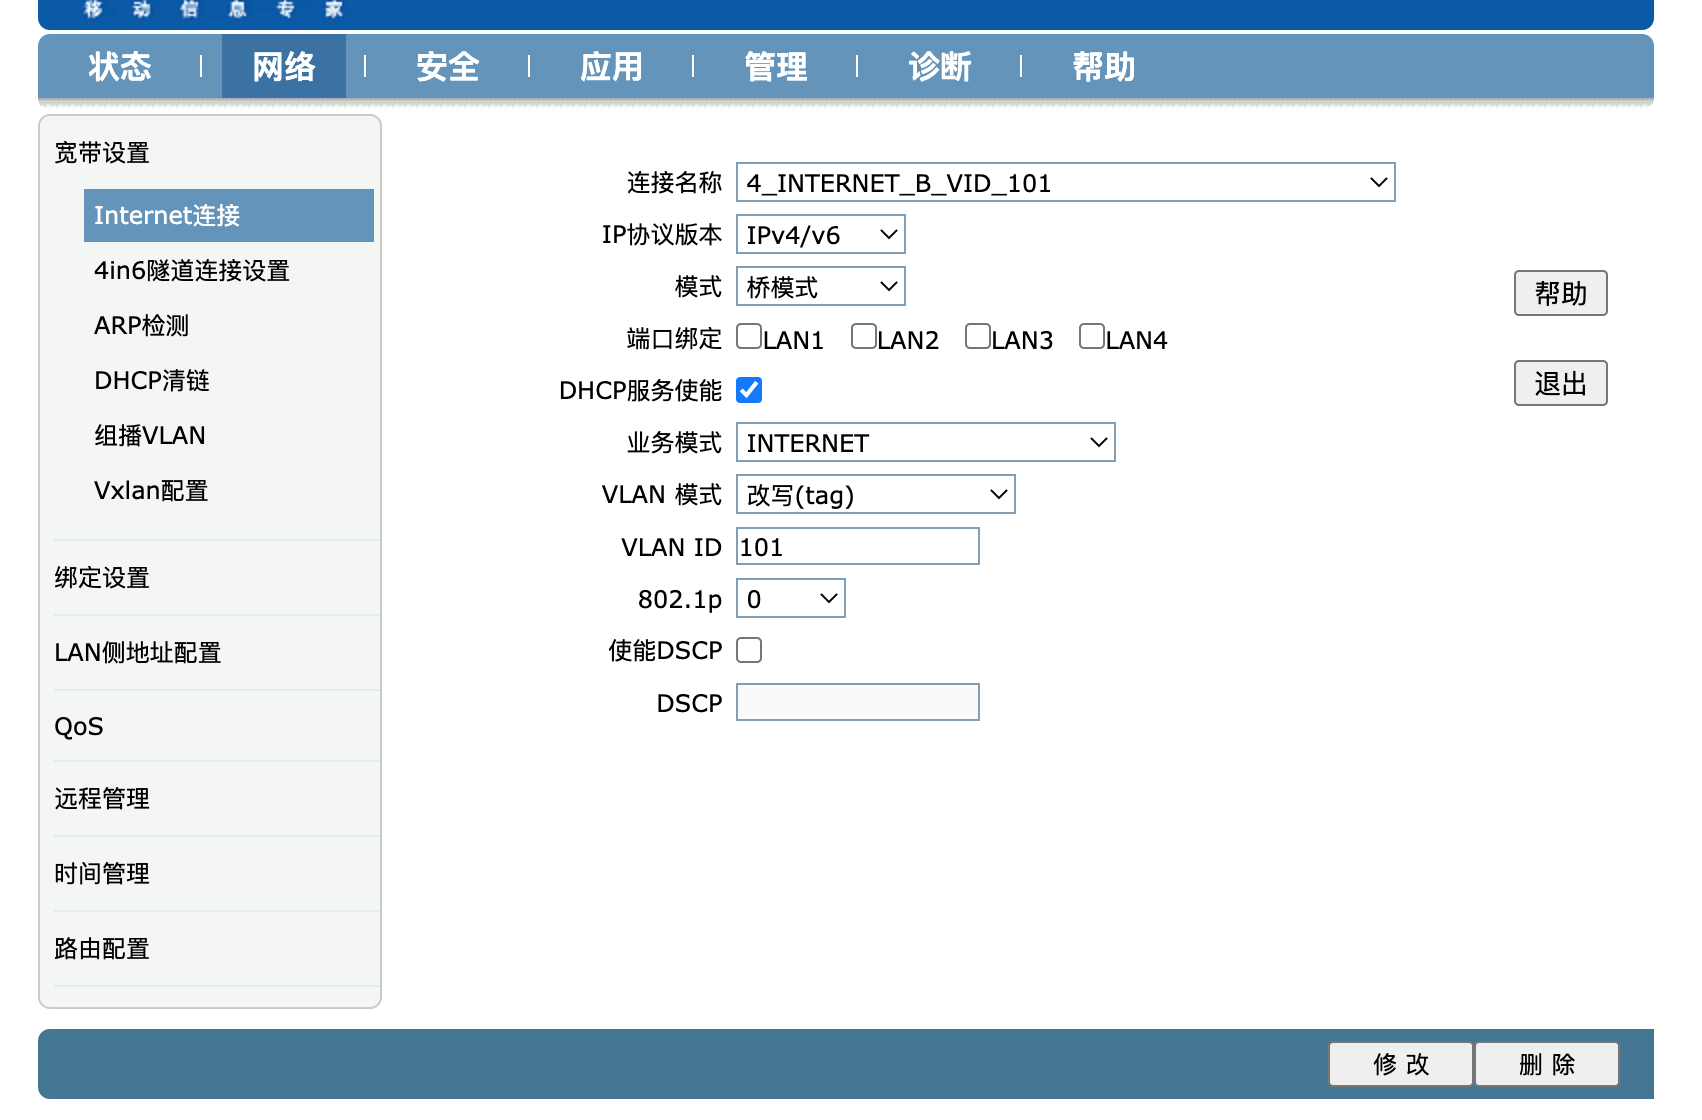 移动信息专家
状态 网络 安全 应用 管理 诊断 帮助
宽带设置
Internet连接
4in6隧道连接设置
ARP检测
DHCP清链
组播VLAN
Vxlan配置
绑定设置
LAN侧地址配置
QoS
远程管理
时间管理
路由配置
连接名称 4_INTERNET_B_VID_101
IP协议版本 IPv4/v6
模式 桥模式
端口绑定 LAN1 LAN2 LAN3 LAN4
DHCP服务使能
业务模式 INTERNET
VLAN 模式 改写(tag)
VLAN ID 101
802.1p 0
使能DSCP
DSCP
帮助
退出
修 改 删 除